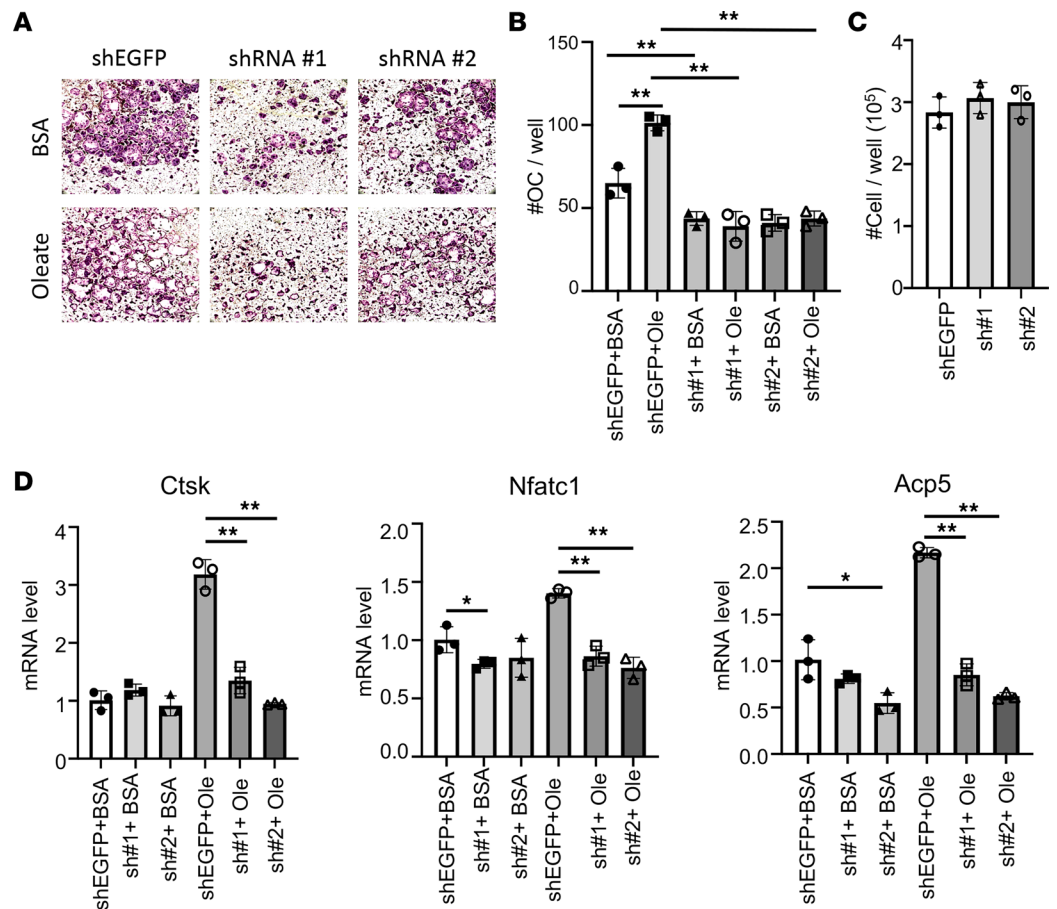 A
shEGFP
shRNA #1
shRNA #2
BSA
Oleate
B
#OC / well
150
100
50
0
**
**
**
**
shEGFP+BSA
shEGFP+Ole
sh#1+ BSA
sh#1+ Ole
sh#2+ BSA
sh#2+ Ole
C
#Cell / well (10⁵)
4
3
2
1
0
shEGFP
sh#1
sh#2
D
Ctsk
mRNA level
4
3
2
1
0
**
**
shEGFP+BSA
sh#1+ BSA
sh#2+ BSA
shEGFP+Ole
sh#1+ Ole
sh#2+ Ole
Nfatc1
mRNA level
2.0
1.5
1.0
0.5
0.0
*
**
**
shEGFP+BSA
sh#1+ BSA
sh#2+ BSA
shEGFP+Ole
sh#1+ Ole
sh#2+ Ole
Acp5
mRNA level
2.5
2.0
1.5
1.0
0.5
0.0
*
**
**
shEGFP+BSA
sh#1+ BSA
sh#2+ BSA
shEGFP+Ole
sh#1+ Ole
sh#2+ Ole